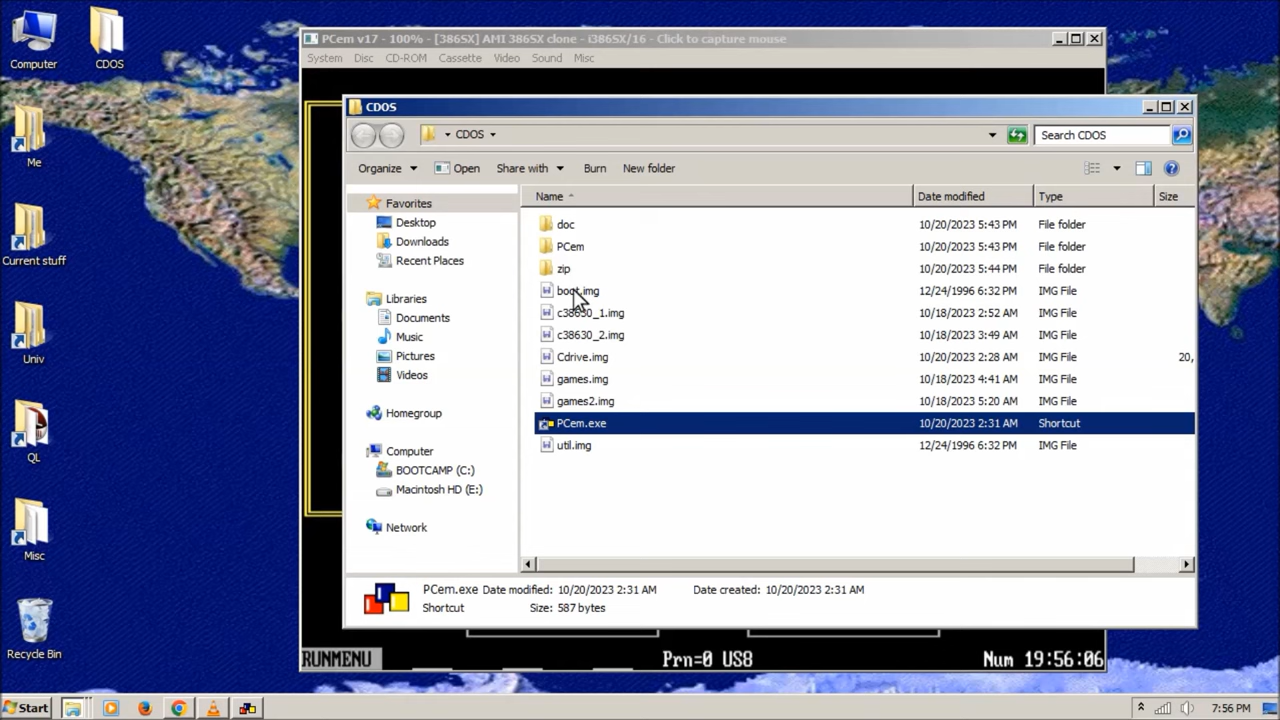 Computer
CDOS
Me
Current stuff
Univ
QL
Misc
Recycle Bin
PCem v17 - 100% - [386SX] AMI 386SX clone - i386SX/16 - Click to capture mouse
System Disc CD-ROM Cassette Video Sound Misc
CDOS
CDOS
Search CDOS
Organize Open Share with Burn New folder
Favorites
Desktop
Downloads
Recent Places
Libraries
Documents
Music
Pictures
Videos
Homegroup
Computer
BOOTCAMP (C:)
Macintosh HD (E:)
Network
Name Date modified Type Size
doc 10/20/2023 5:43 PM File folder
PCem 10/20/2023 5:43 PM File folder
zip 10/20/2023 5:44 PM File folder
boot.img 12/24/1996 6:32 PM IMG File
c38630_1.img 10/18/2023 2:52 AM IMG File
c38630_2.img 10/18/2023 3:49 AM IMG File
Cdrive.img 10/20/2023 2:28 AM IMG File 20,
games.img 10/18/2023 4:41 AM IMG File
games2.img 10/18/2023 5:20 AM IMG File
PCem.exe 10/20/2023 2:31 AM Shortcut
util.img 12/24/1996 6:32 PM IMG File
PCem.exe Date modified: 10/20/2023 2:31 AM Date created: 10/20/2023 2:31 AM
Shortcut Size: 587 bytes
RUNMENU Prn=0 US8 Num 19:56:06
Start 7:56 PM